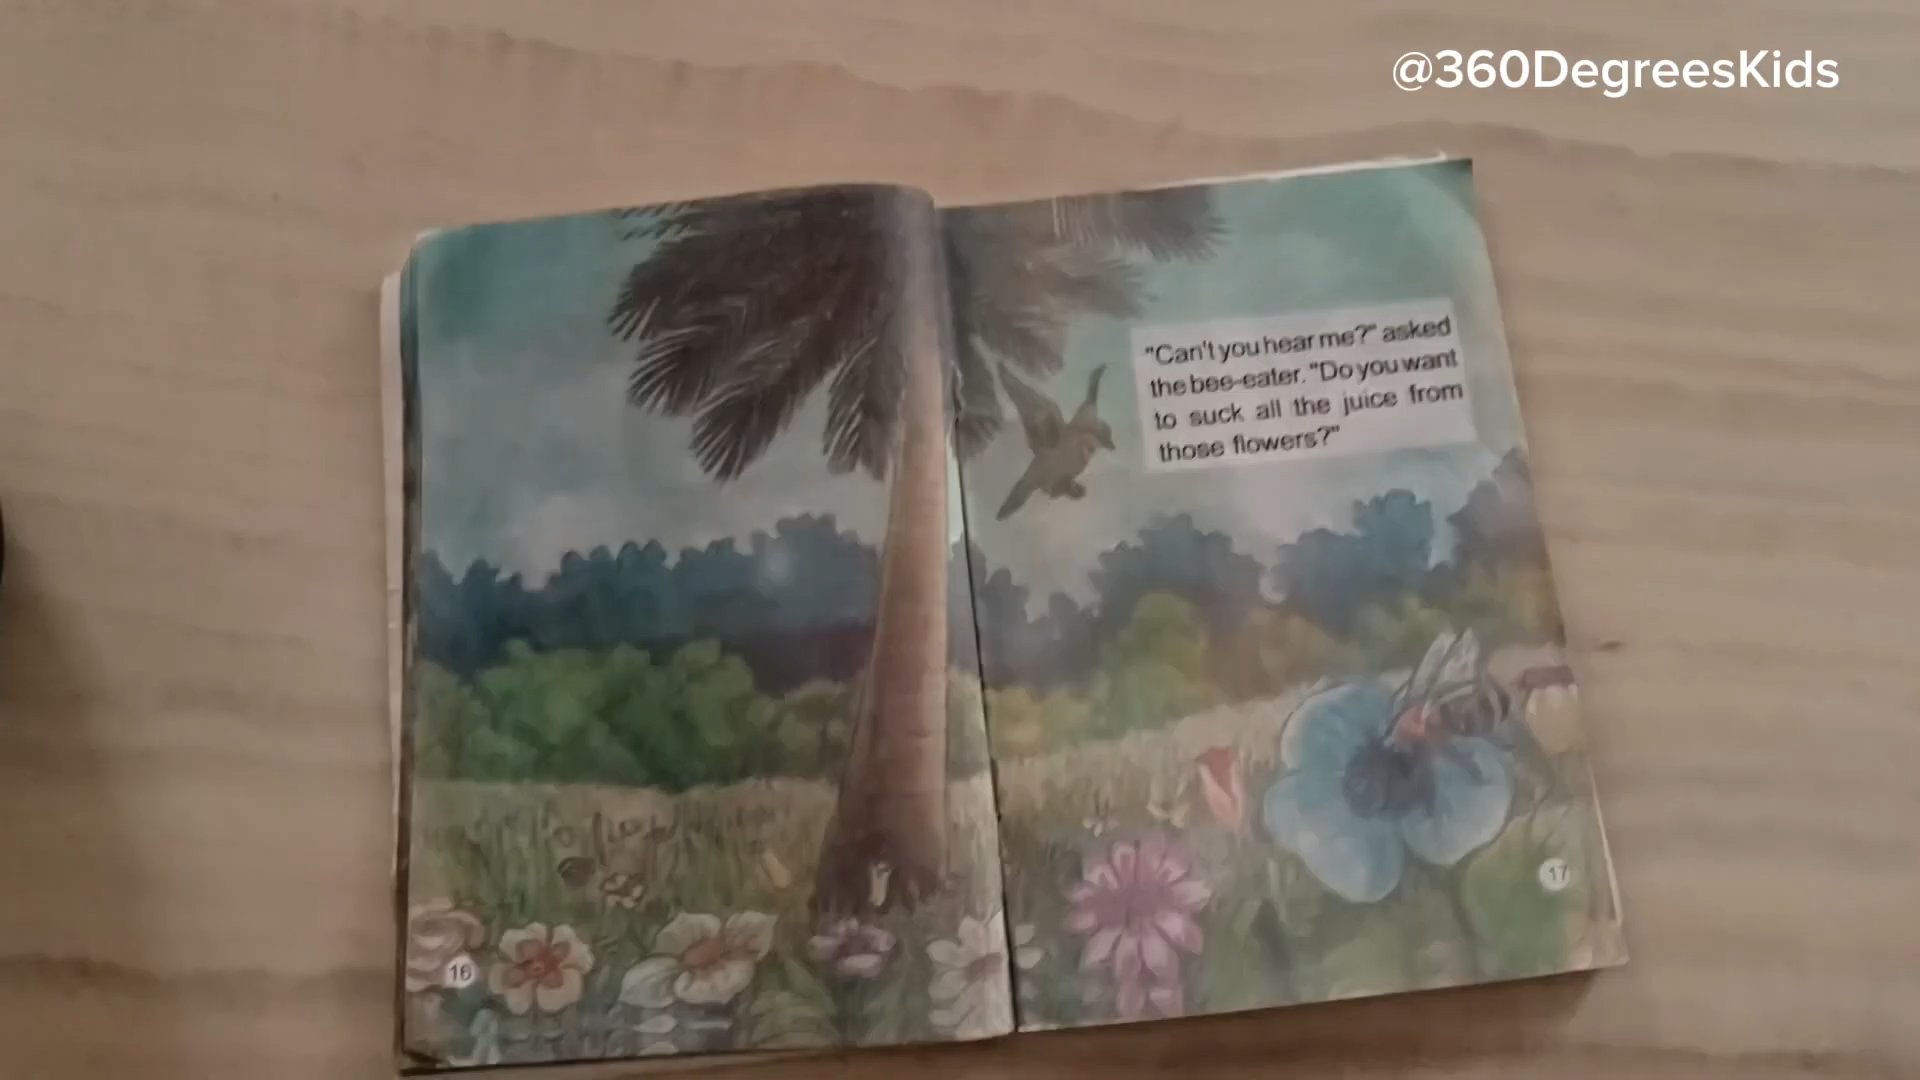 @360DegreesKids
"Can't you hear me?" asked
the bee-eater. "Do you want
to suck all the juice from
those flowers?"
16
17